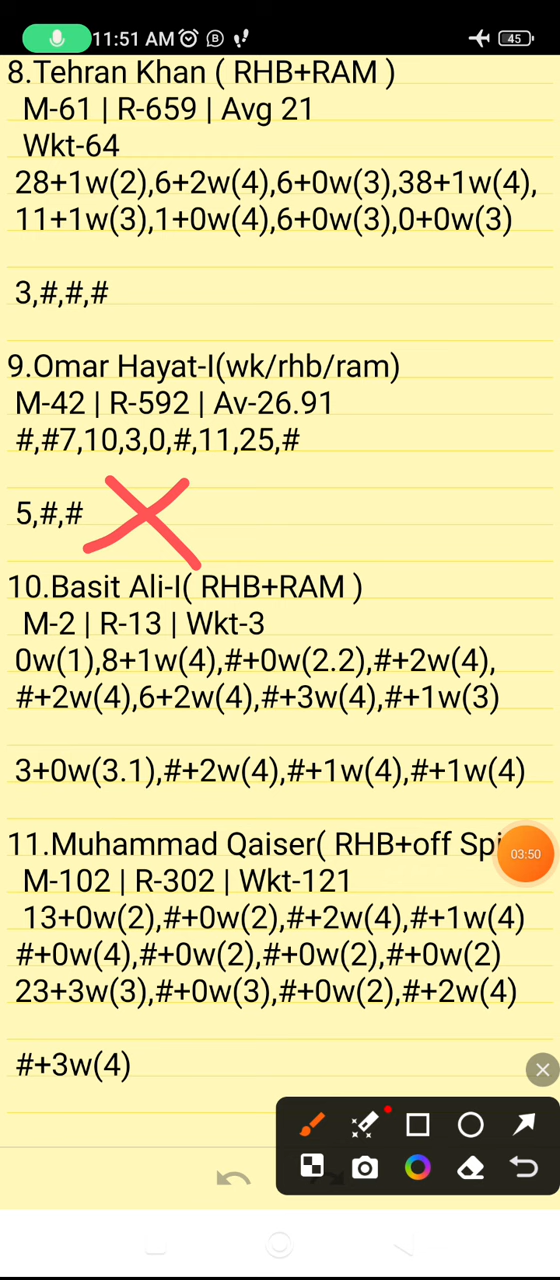 11:51 AM
45
8.Tehran Khan ( RHB+RAM )
M-61 | R-659 | Avg 21
Wkt-64
28+1w(2),6+2w(4),6+0w(3),38+1w(4),
11+1w(3),1+0w(4),6+0w(3),0+0w(3)
3,#,#,#
9.Omar Hayat-I(wk/rhb/ram)
M-42 | R-592 | Av-26.91
#,#7,10,3,0,#,11,25,#
5,#,#
10.Basit Ali-I( RHB+RAM )
M-2 | R-13 | Wkt-3
0w(1),8+1w(4),#+0w(2.2),#+2w(4),
#+2w(4),6+2w(4),#+3w(4),#+1w(3)
3+0w(3.1),#+2w(4),#+1w(4),#+1w(4)
11.Muhammad Qaiser( RHB+off Spi
03:50
M-102 | R-302 | Wkt-121
13+0w(2),#+0w(2),#+2w(4),#+1w(4)
#+0w(4),#+0w(2),#+0w(2),#+0w(2)
23+3w(3),#+0w(3),#+0w(2),#+2w(4)
#+3w(4)